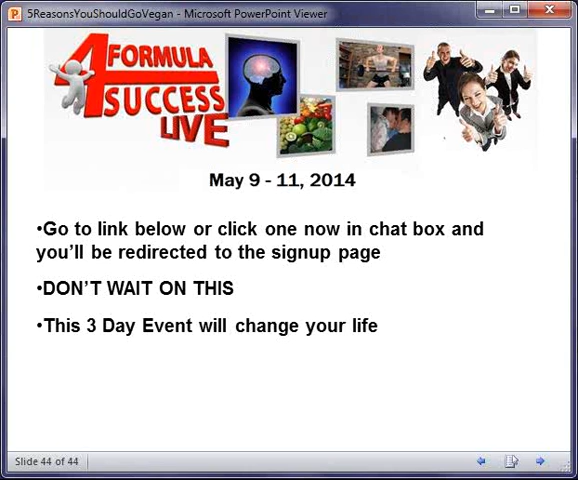 5ReasonsYouShouldGoVegan - Microsoft PowerPoint Viewer
4 FORMULA
SUCCESS
LIVE
May 9 - 11, 2014
•Go to link below or click one now in chat box and
you’ll be redirected to the signup page
•DON’T WAIT ON THIS
•This 3 Day Event will change your life
Slide 44 of 44